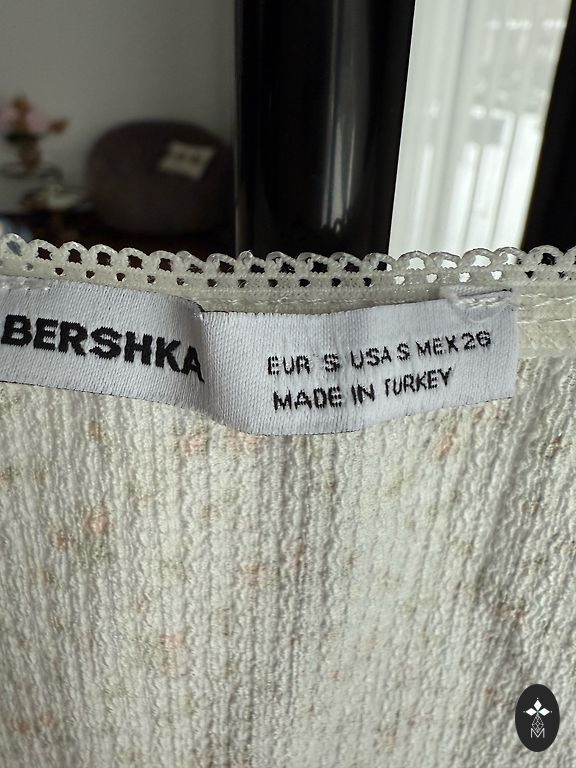 BERSHKA
EUR S USA S MEX 26
MADE IN TURKEY